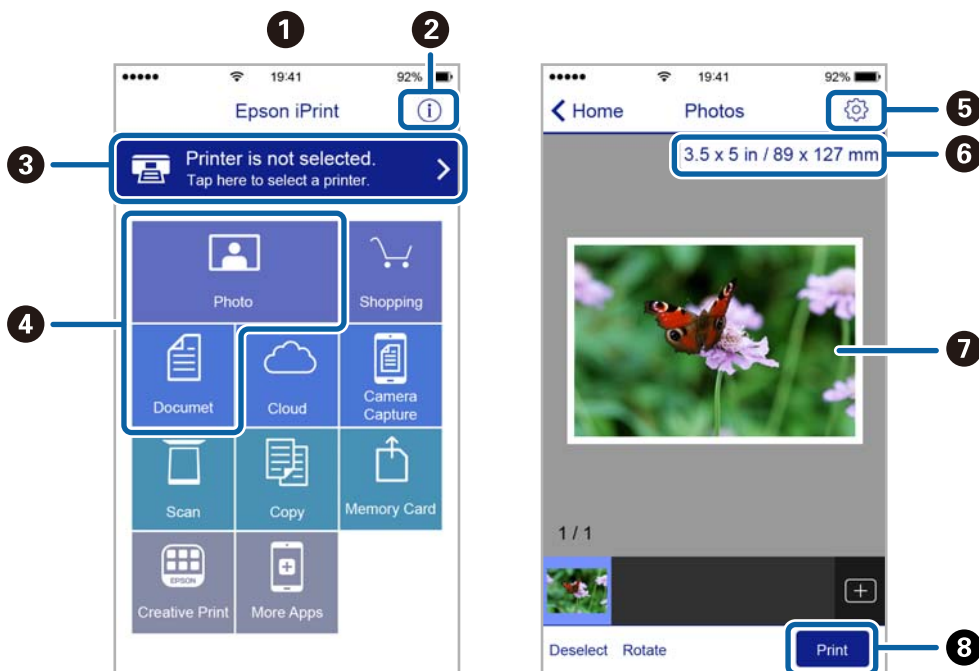 1
2
19:41
92%
Epson iPrint
i
3
Printer is not selected.
Tap here to select a printer.
4
Photo
Shopping
Documet
Cloud
Camera
Capture
Scan
Copy
Memory Card
EPSON
Creative Print
More Apps
19:41
92%
Home
Photos
5
3.5 x 5 in / 89 x 127 mm
6
7
1 / 1
Deselect
Rotate
Print
8